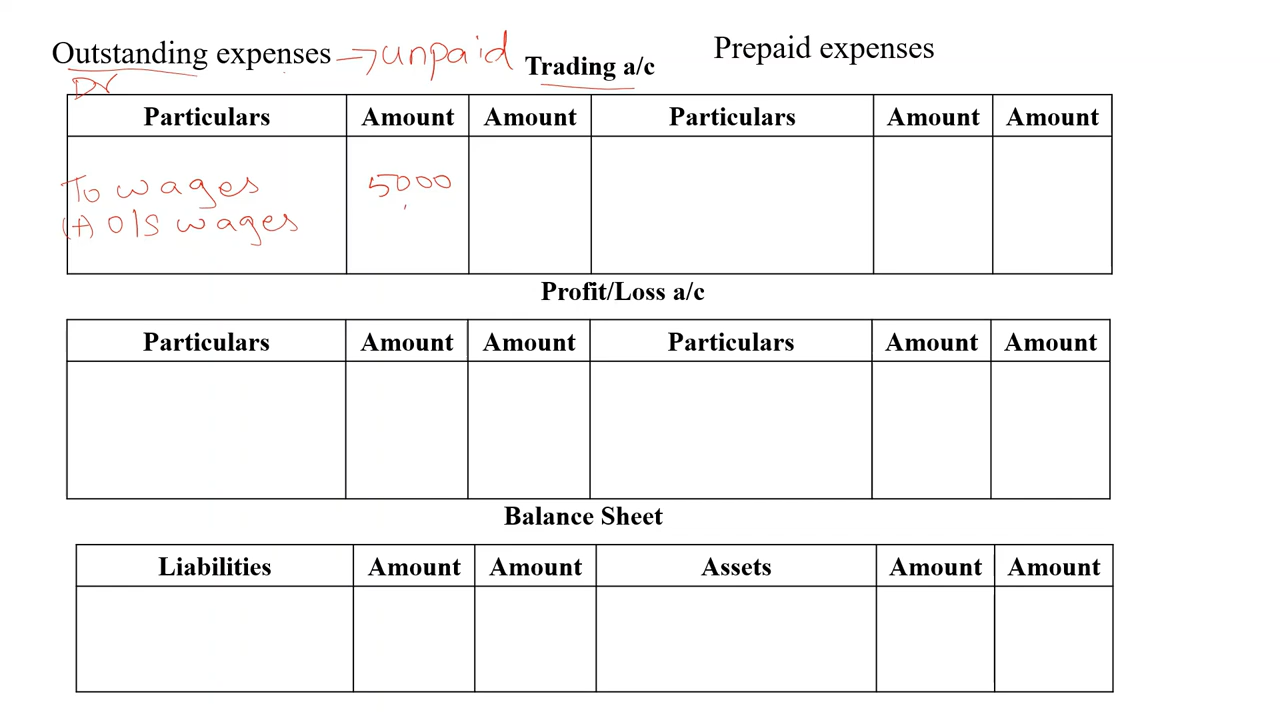 Outstanding expenses → unpaid
Prepaid expenses
Trading a/c
Dr
Particulars Amount Amount Particulars Amount Amount
To wages 5000
(+) O/S wages
Profit/Loss a/c
Particulars Amount Amount Particulars Amount Amount
Balance Sheet
Liabilities Amount Amount Assets Amount Amount